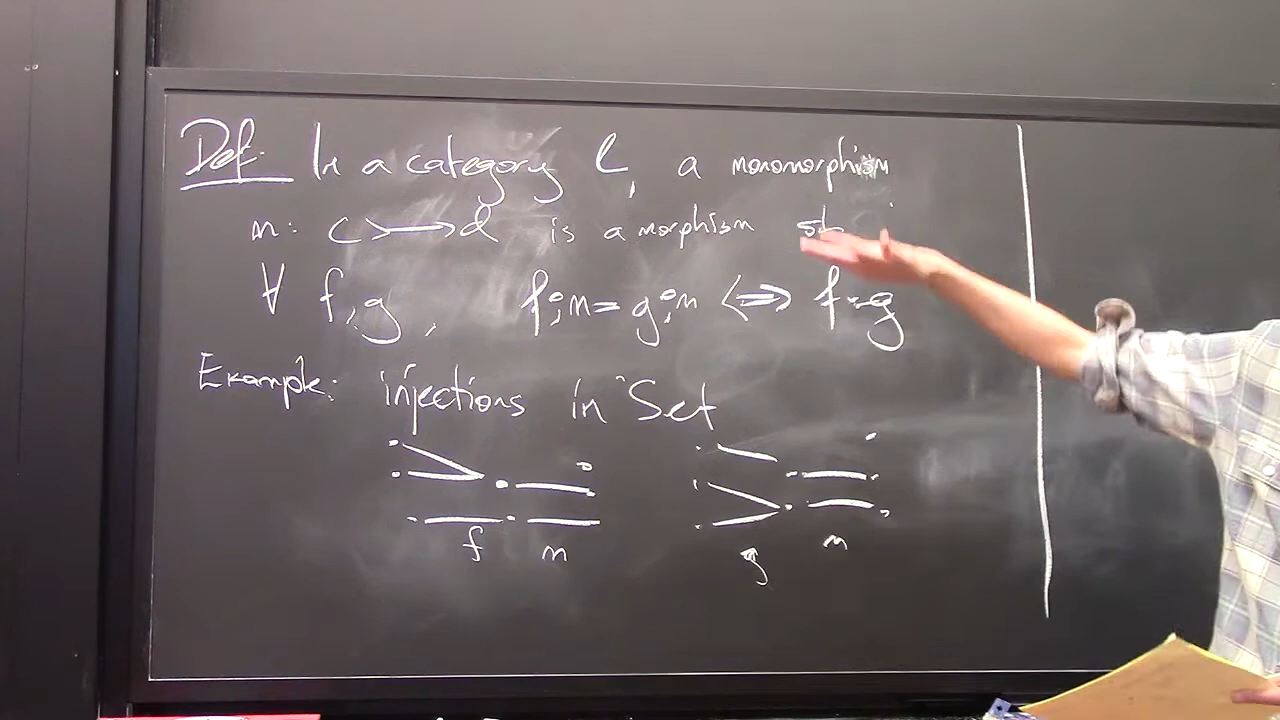 Def: In a category C, a monomorphism
m: c ↣ d is a morphism st
∀ f, g, f;m = g;m ⟺ f=g
Example: injections in Set
f m g m